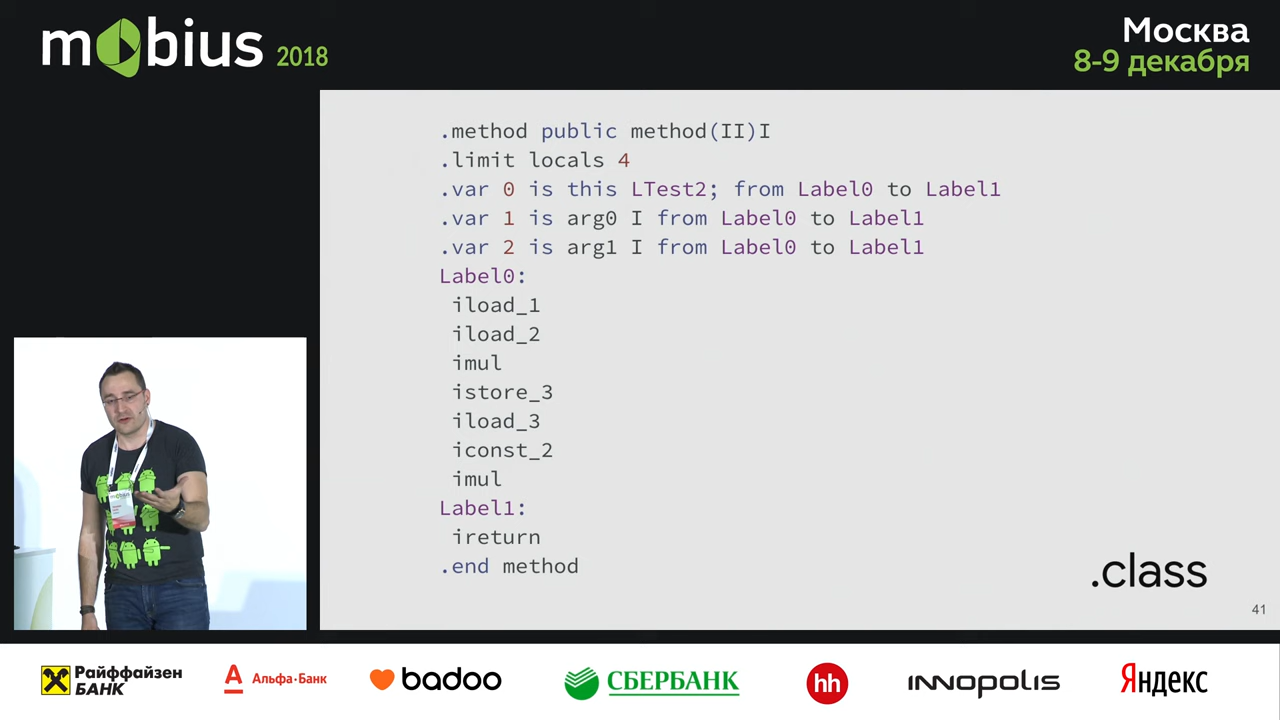 mobius 2018
Москва
8-9 декабря
.method public method(II)I
.limit locals 4
.var 0 is this LTest2; from Label0 to Label1
.var 1 is arg0 I from Label0 to Label1
.var 2 is arg1 I from Label0 to Label1
Label0:
iload_1
iload_2
imul
istore_3
iload_3
iconst_2
imul
Label1:
ireturn
.end method
.class
41
mobius
Райффайзен
БАНК
А Альфа·Банк
badoo
СБЕРБАНК
hh
INNOPOLIS
Яндекс